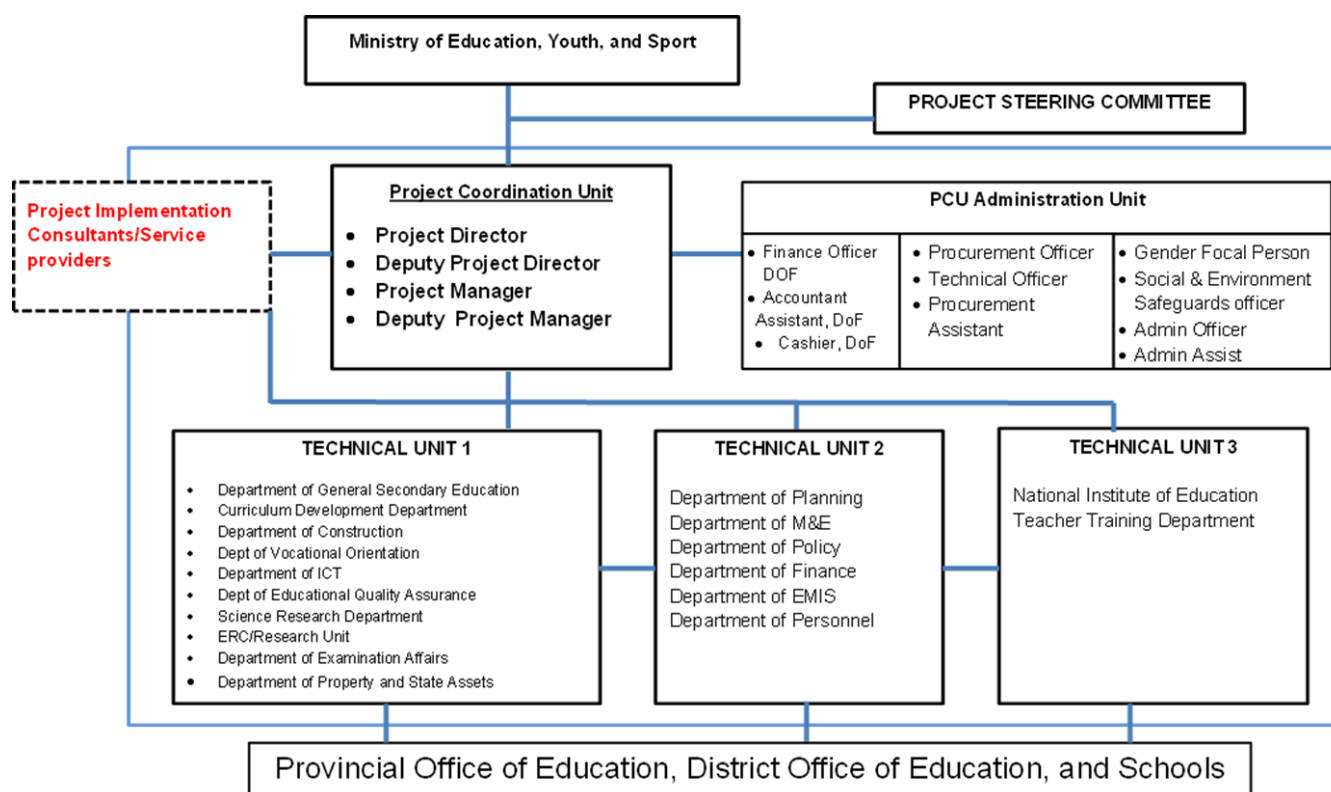 Ministry of Education, Youth, and Sport
PROJECT STEERING COMMITTEE
Project Implementation
Consultants/Service
providers
Project Coordination Unit
• Project Director
• Deputy Project Director
• Project Manager
• Deputy Project Manager
PCU Administration Unit
• Finance Officer
DOF
• Accountant
Assistant, DoF
• Cashier, DoF
• Procurement Officer
• Technical Officer
• Procurement
Assistant
• Gender Focal Person
• Social & Environment
Safeguards officer
• Admin Officer
• Admin Assist
TECHNICAL UNIT 1
• Department of General Secondary Education
• Curriculum Development Department
• Department of Construction
• Dept of Vocational Orientation
• Department of ICT
• Dept of Educational Quality Assurance
• Science Research Department
• ERC/Research Unit
• Department of Examination Affairs
• Department of Property and State Assets
TECHNICAL UNIT 2
Department of Planning
Department of M&E
Department of Policy
Department of Finance
Department of EMIS
Department of Personnel
TECHNICAL UNIT 3
National Institute of Education
Teacher Training Department
Provincial Office of Education, District Office of Education, and Schools